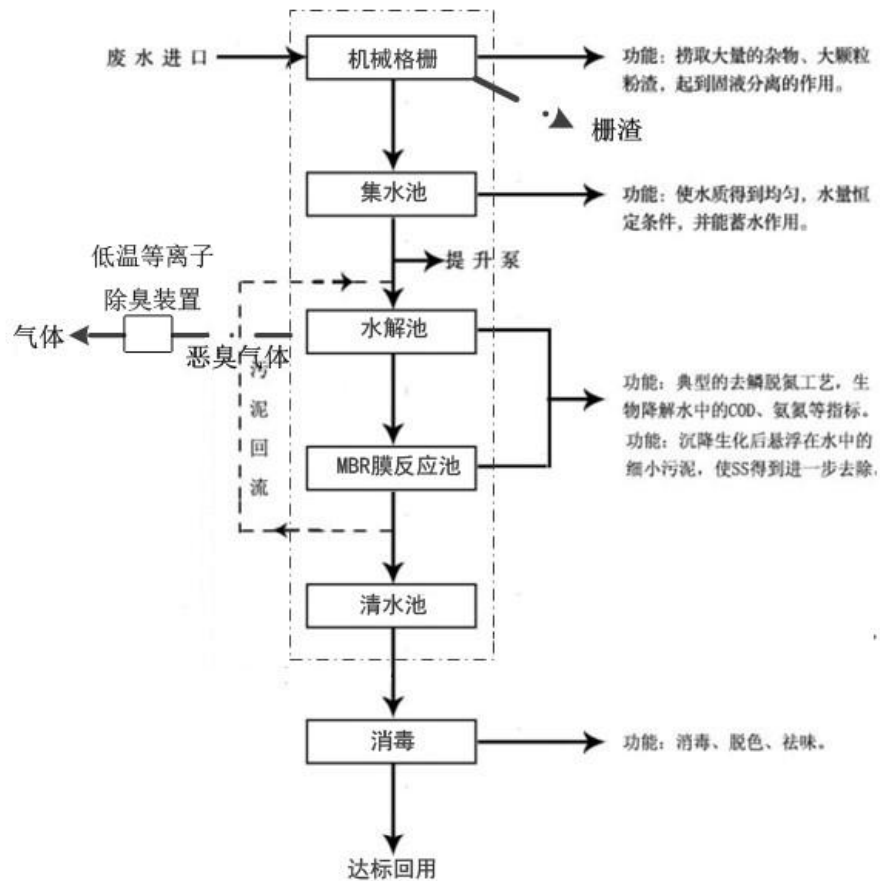 废水进口
机械格栅
功能：捞取大量的杂物、大颗粒
粉渣，起到固液分离的作用。
栅渣
集水池
功能：使水质得到均匀，水量恒
定条件，并能蓄水作用。
提升泵
低温等离子
除臭装置
气体
恶臭气体
水解池
污泥回流
功能：典型的去鳞脱氮工艺，生
物降解水中的COD、氨氮等指标。
功能：沉降生化后悬浮在水中的
细小污泥，使SS得到进一步去除.
MBR膜反应池
清水池
消毒
功能：消毒、脱色、祛味。
达标回用